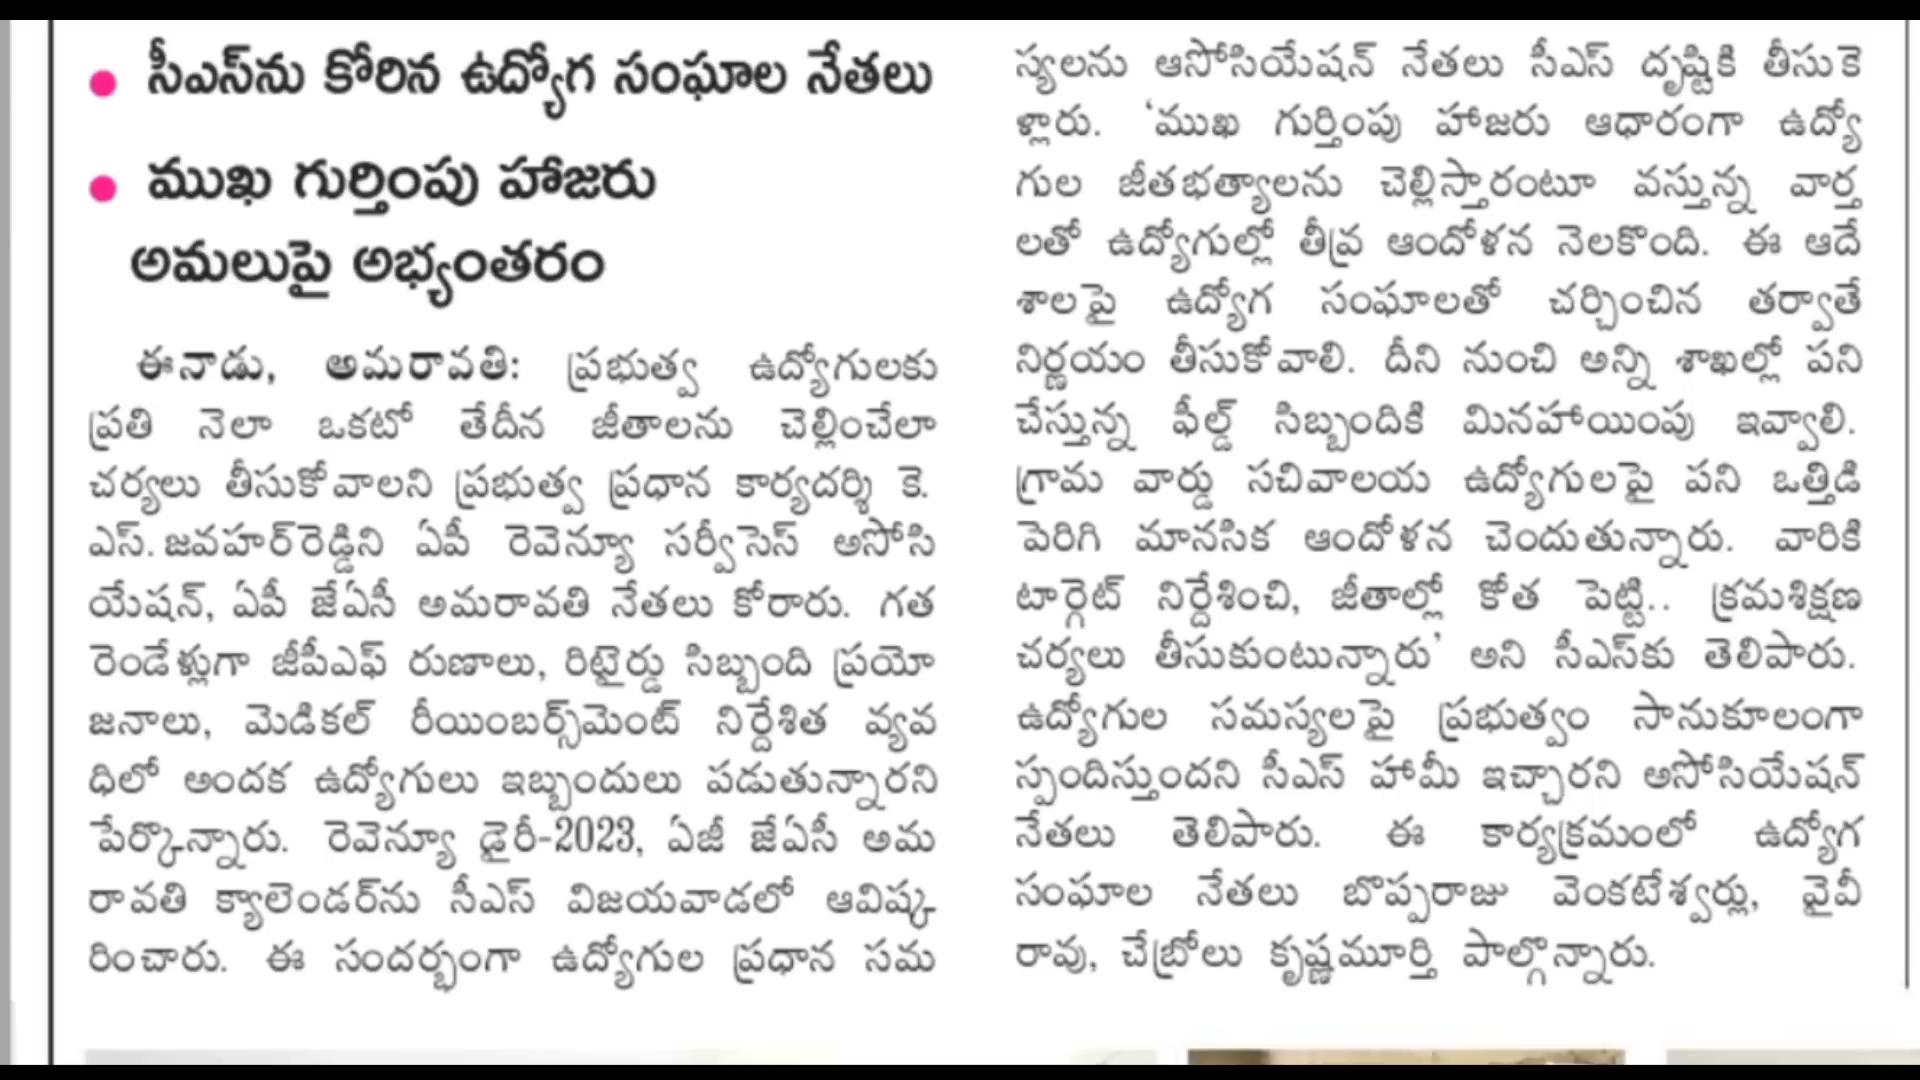 • సీఎస్‌ను కోరిన ఉద్యోగ సంఘాల నేతలు
• ముఖ గుర్తింపు హాజరు
అమలుపై అభ్యంతరం
ఈనాడు, అమరావతి: ప్రభుత్వ ఉద్యోగులకు
ప్రతి నెలా ఒకటో తేదీన జీతాలను చెల్లించేలా
చర్యలు తీసుకోవాలని ప్రభుత్వ ప్రధాన కార్యదర్శి కె.
ఎస్.జవహర్‌రెడ్డిని ఏపీ రెవెన్యూ సర్వీసెస్ అసోసి
యేషన్, ఏపీ జేఏసీ అమరావతి నేతలు కోరారు. గత
రెండేళ్లుగా జీపీఎఫ్ రుణాలు, రిటైర్డు సిబ్బంది ప్రయో
జనాలు, మెడికల్ రీయింబర్స్‌మెంట్ నిర్దేశిత వ్యవ
ధిలో అందక ఉద్యోగులు ఇబ్బందులు పడుతున్నారని
పేర్కొన్నారు. రెవెన్యూ డైరీ-2023, ఏజీ జేఏసీ అమ
రావతి క్యాలెండర్‌ను సీఎస్ విజయవాడలో ఆవిష్క
రించారు. ఈ సందర్భంగా ఉద్యోగుల ప్రధాన సమ
స్యలను ఆసోసియేషన్ నేతలు సీఎస్ దృష్టికి తీసుకె
ళ్లారు. ‘ముఖ గుర్తింపు హాజరు ఆధారంగా ఉద్యో
గుల జీతభత్యాలను చెల్లిస్తారంటూ వస్తున్న వార్త
లతో ఉద్యోగుల్లో తీవ్ర ఆందోళన నెలకొంది. ఈ ఆదే
శాలపై ఉద్యోగ సంఘాలతో చర్చించిన తర్వాతే
నిర్ణయం తీసుకోవాలి. దీని నుంచి అన్ని శాఖల్లో పని
చేస్తున్న ఫీల్డ్ సిబ్బందికి మినహాయింపు ఇవ్వాలి.
గ్రామ వార్డు సచివాలయ ఉద్యోగులపై పని ఒత్తిడి
పెరిగి మానసిక ఆందోళన చెందుతున్నారు. వారికి
టార్గెట్ నిర్దేశించి, జీతాల్లో కోత పెట్టి.. క్రమశిక్షణ
చర్యలు తీసుకుంటున్నారు’ అని సీఎస్‌కు తెలిపారు.
ఉద్యోగుల సమస్యలపై ప్రభుత్వం సానుకూలంగా
స్పందిస్తుందని సీఎస్ హామీ ఇచ్చారని అసోసియేషన్
నేతలు తెలిపారు. ఈ కార్యక్రమంలో ఉద్యోగ
సంఘాల నేతలు బొప్పరాజు వెంకటేశ్వర్లు, వైవీ
రావు, చేబ్రోలు కృష్ణమూర్తి పాల్గొన్నారు.